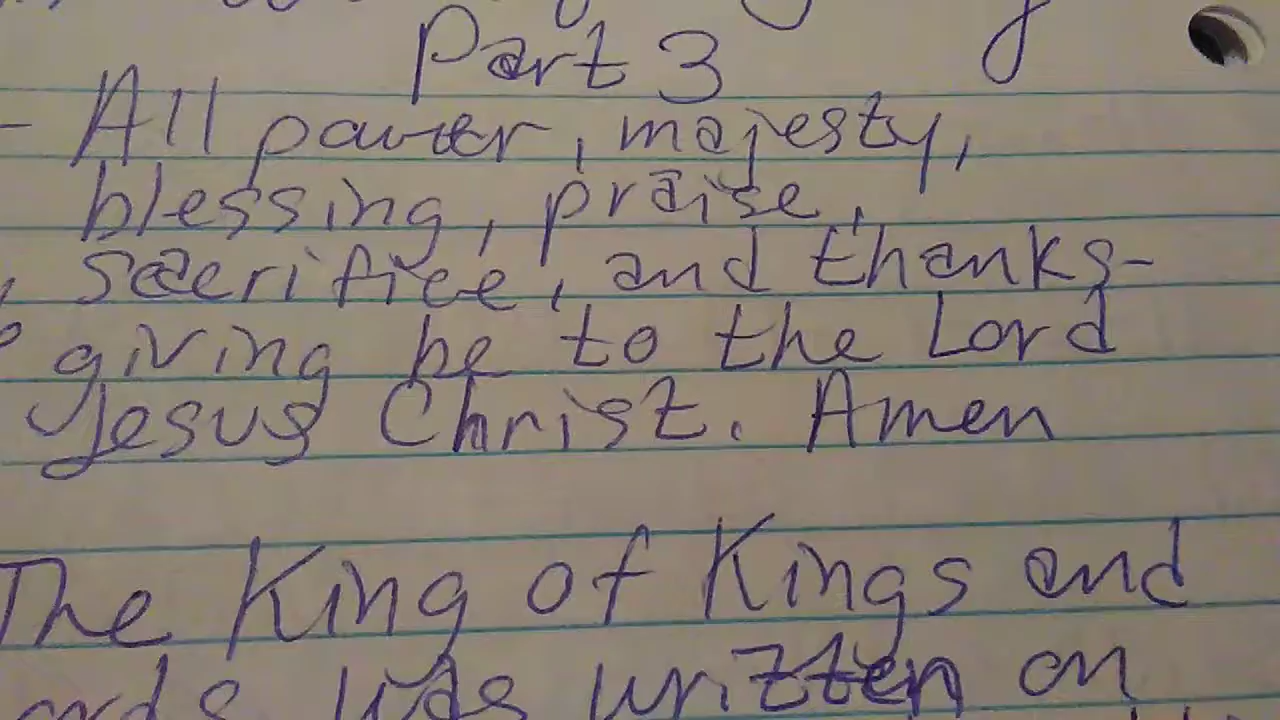 Part 3
- All power, majesty,
blessing, praise,
, sacrifice, and thanks-
giving be to the Lord
Jesus Christ. Amen
The King of Kings and
was written on